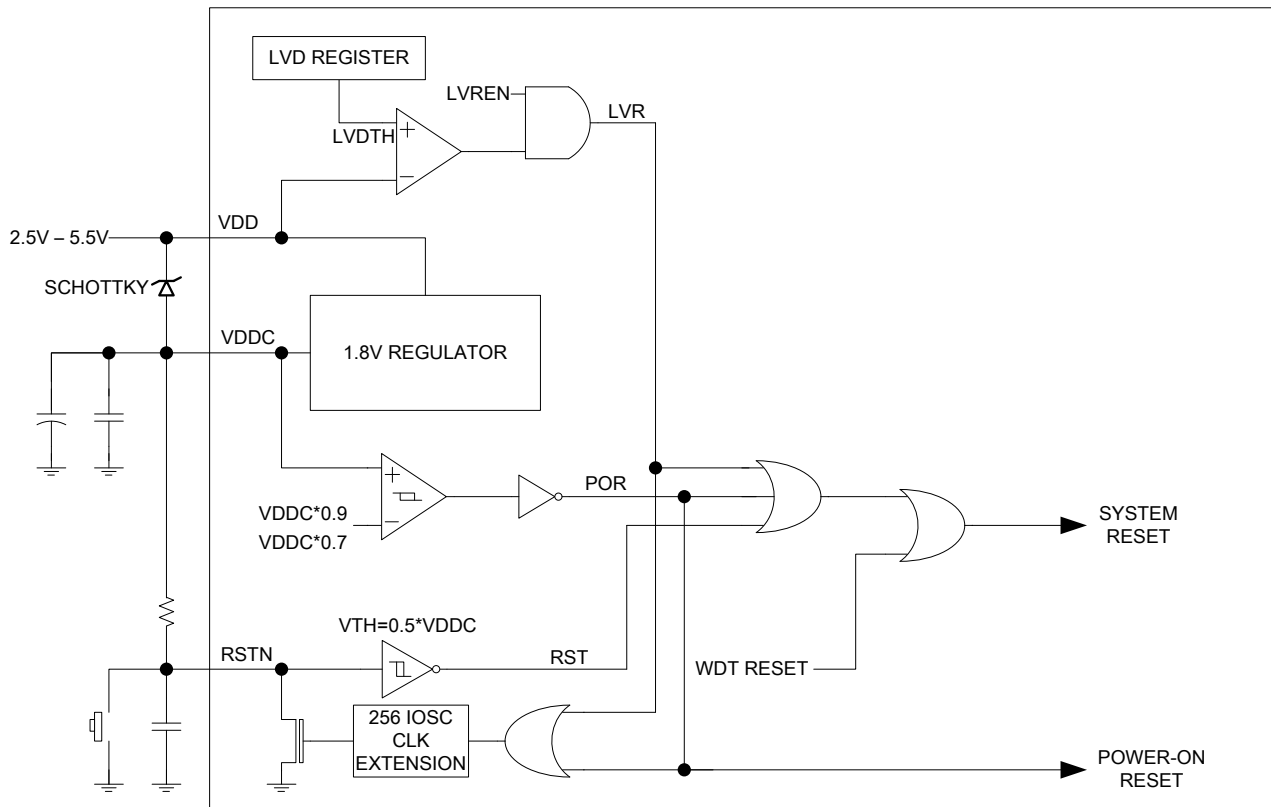 LVD REGISTER
LVREN
LVR
LVDTH
+
−
VDD
2.5V – 5.5V
SCHOTTKY
VDDC
1.8V REGULATOR
+
−
POR
VDDC*0.9
VDDC*0.7
SYSTEM
RESET
VTH=0.5*VDDC
RSTN
RST
WDT RESET
256 IOSC
CLK
EXTENSION
POWER-ON
RESET